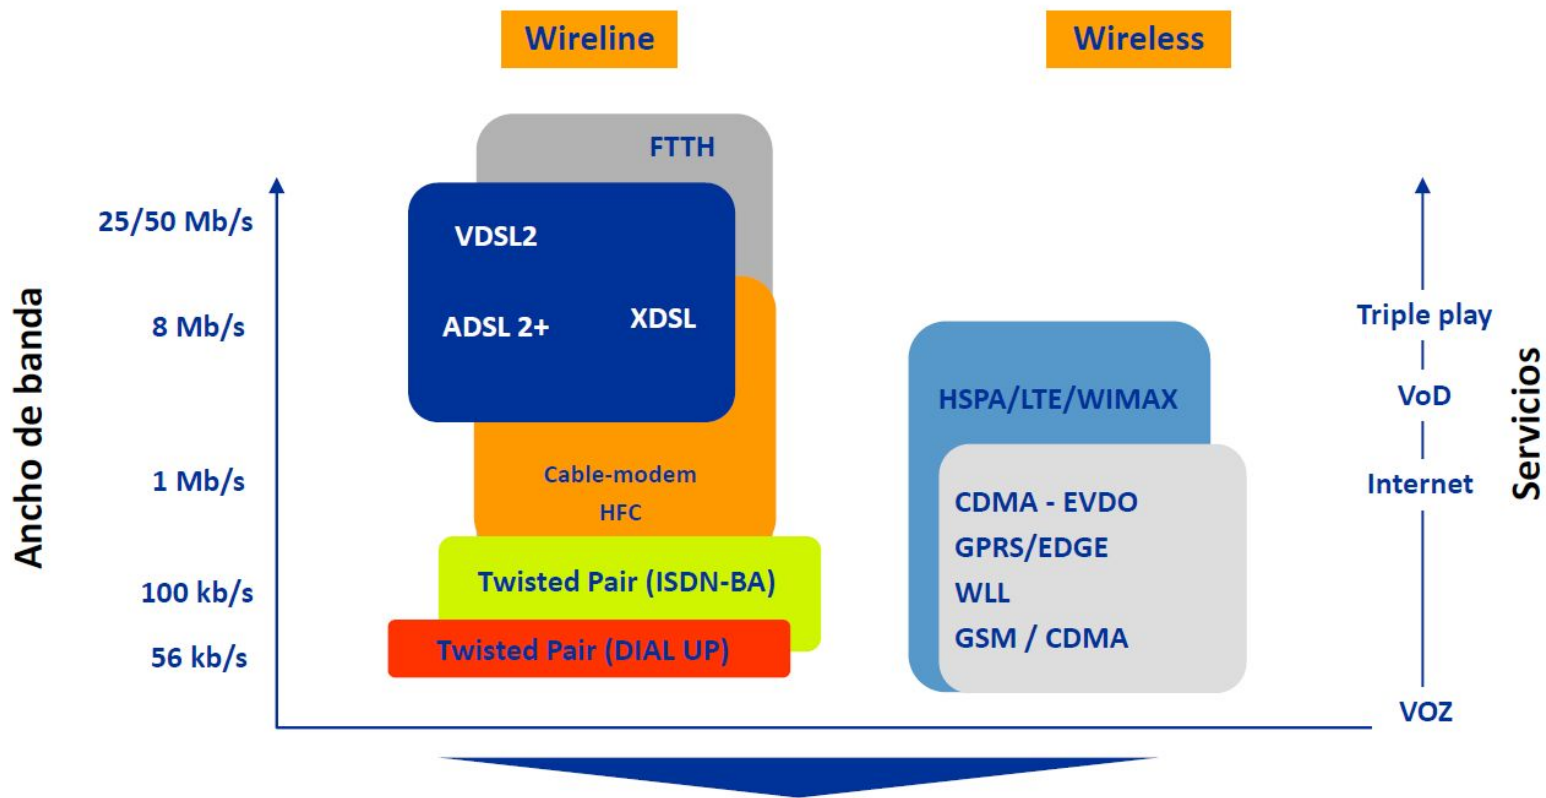 Wireline
Wireless
FTTH
25/50 Mb/s
VDSL2
8 Mb/s
ADSL 2+
XDSL
Triple play
HSPA/LTE/WIMAX
VoD
Ancho de banda
Servicios
1 Mb/s
Cable-modem
HFC
Internet
CDMA - EVDO
GPRS/EDGE
WLL
GSM / CDMA
100 kb/s
Twisted Pair (ISDN-BA)
56 kb/s
Twisted Pair (DIAL UP)
VOZ